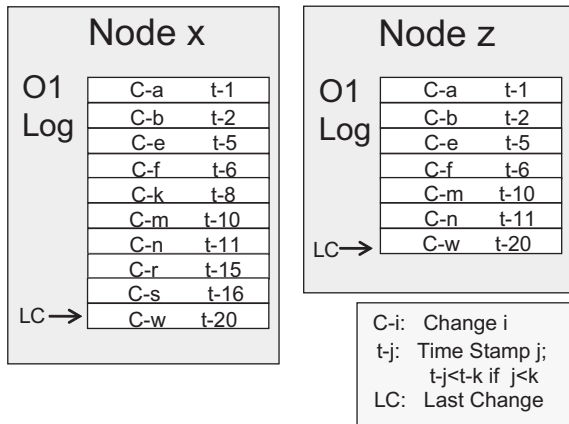 Node x
O1
Log
C-a t-1
C-b t-2
C-e t-5
C-f t-6
C-k t-8
C-m t-10
C-n t-11
C-r t-15
C-s t-16
LC C-w t-20
Node z
O1
Log
C-a t-1
C-b t-2
C-e t-5
C-f t-6
C-m t-10
C-n t-11
LC C-w t-20
C-i: Change i
t-j: Time Stamp j;
t-j<t-k if j<k
LC: Last Change